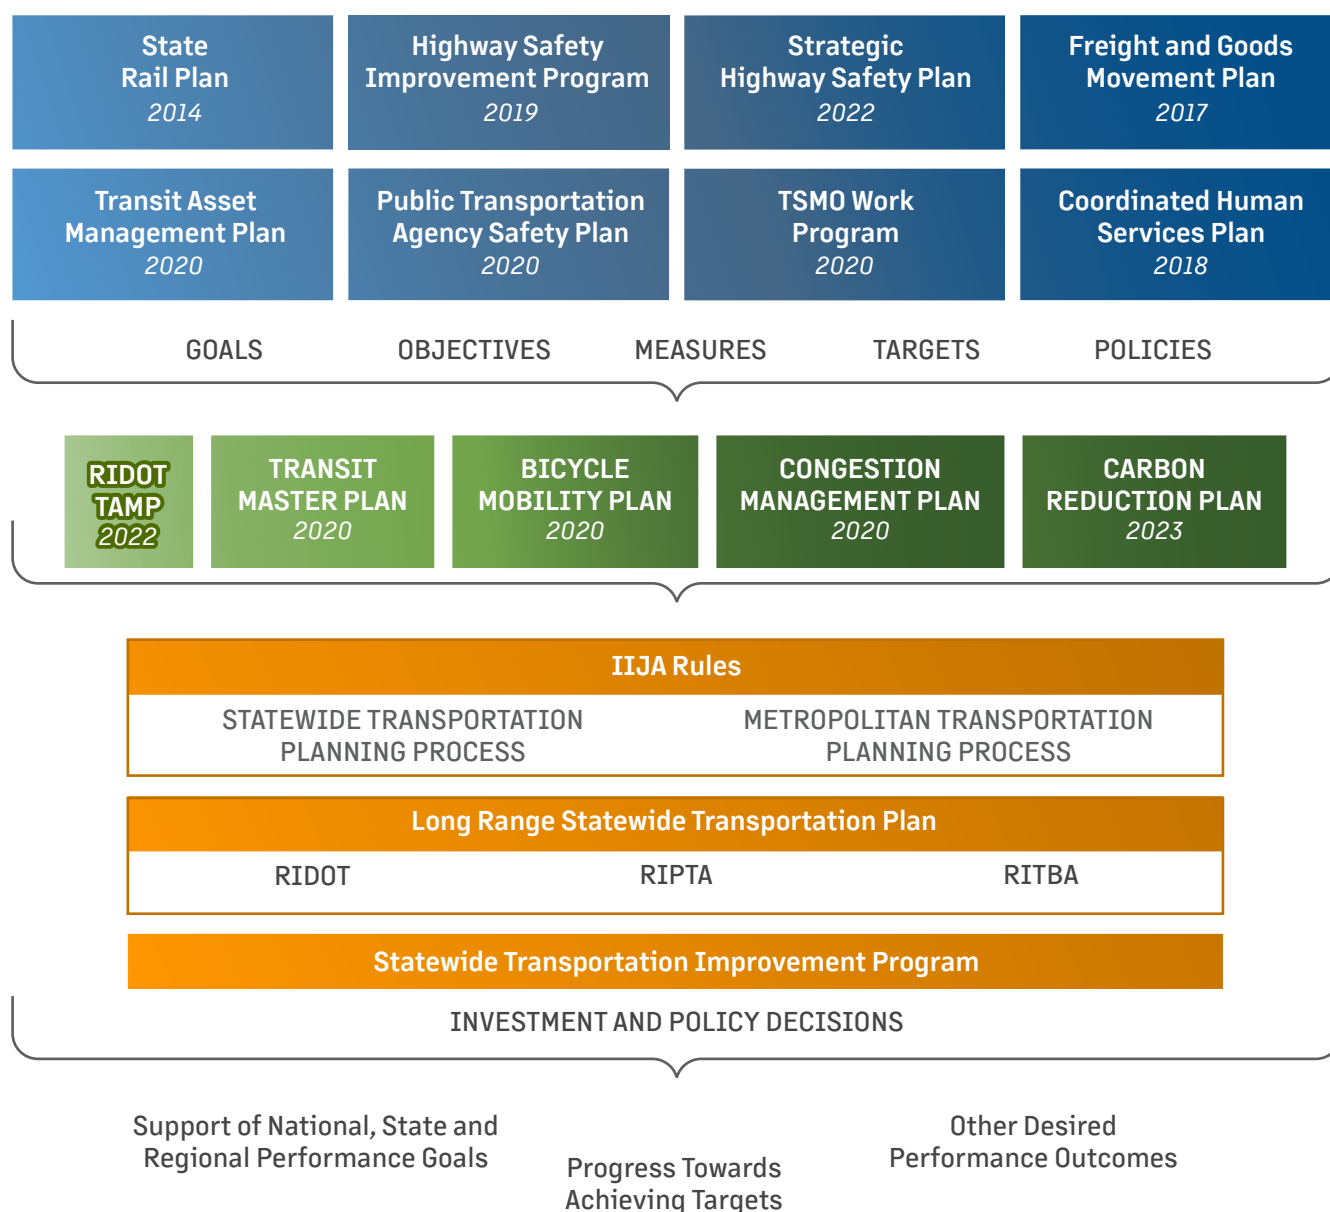 State
Rail Plan
2014
Highway Safety
Improvement Program
2019
Strategic
Highway Safety Plan
2022
Freight and Goods
Movement Plan
2017
Transit Asset
Management Plan
2020
Public Transportation
Agency Safety Plan
2020
TSMO Work
Program
2020
Coordinated Human
Services Plan
2018
GOALS OBJECTIVES MEASURES TARGETS POLICIES
RIDOT
TAMP
2022
TRANSIT
MASTER PLAN
2020
BICYCLE
MOBILITY PLAN
2020
CONGESTION
MANAGEMENT PLAN
2020
CARBON
REDUCTION PLAN
2023
IIJA Rules
STATEWIDE TRANSPORTATION
PLANNING PROCESS
METROPOLITAN TRANSPORTATION
PLANNING PROCESS
Long Range Statewide Transportation Plan
RIDOT RIPTA RITBA
Statewide Transportation Improvement Program
INVESTMENT AND POLICY DECISIONS
Support of National, State and
Regional Performance Goals
Progress Towards
Achieving Targets
Other Desired
Performance Outcomes